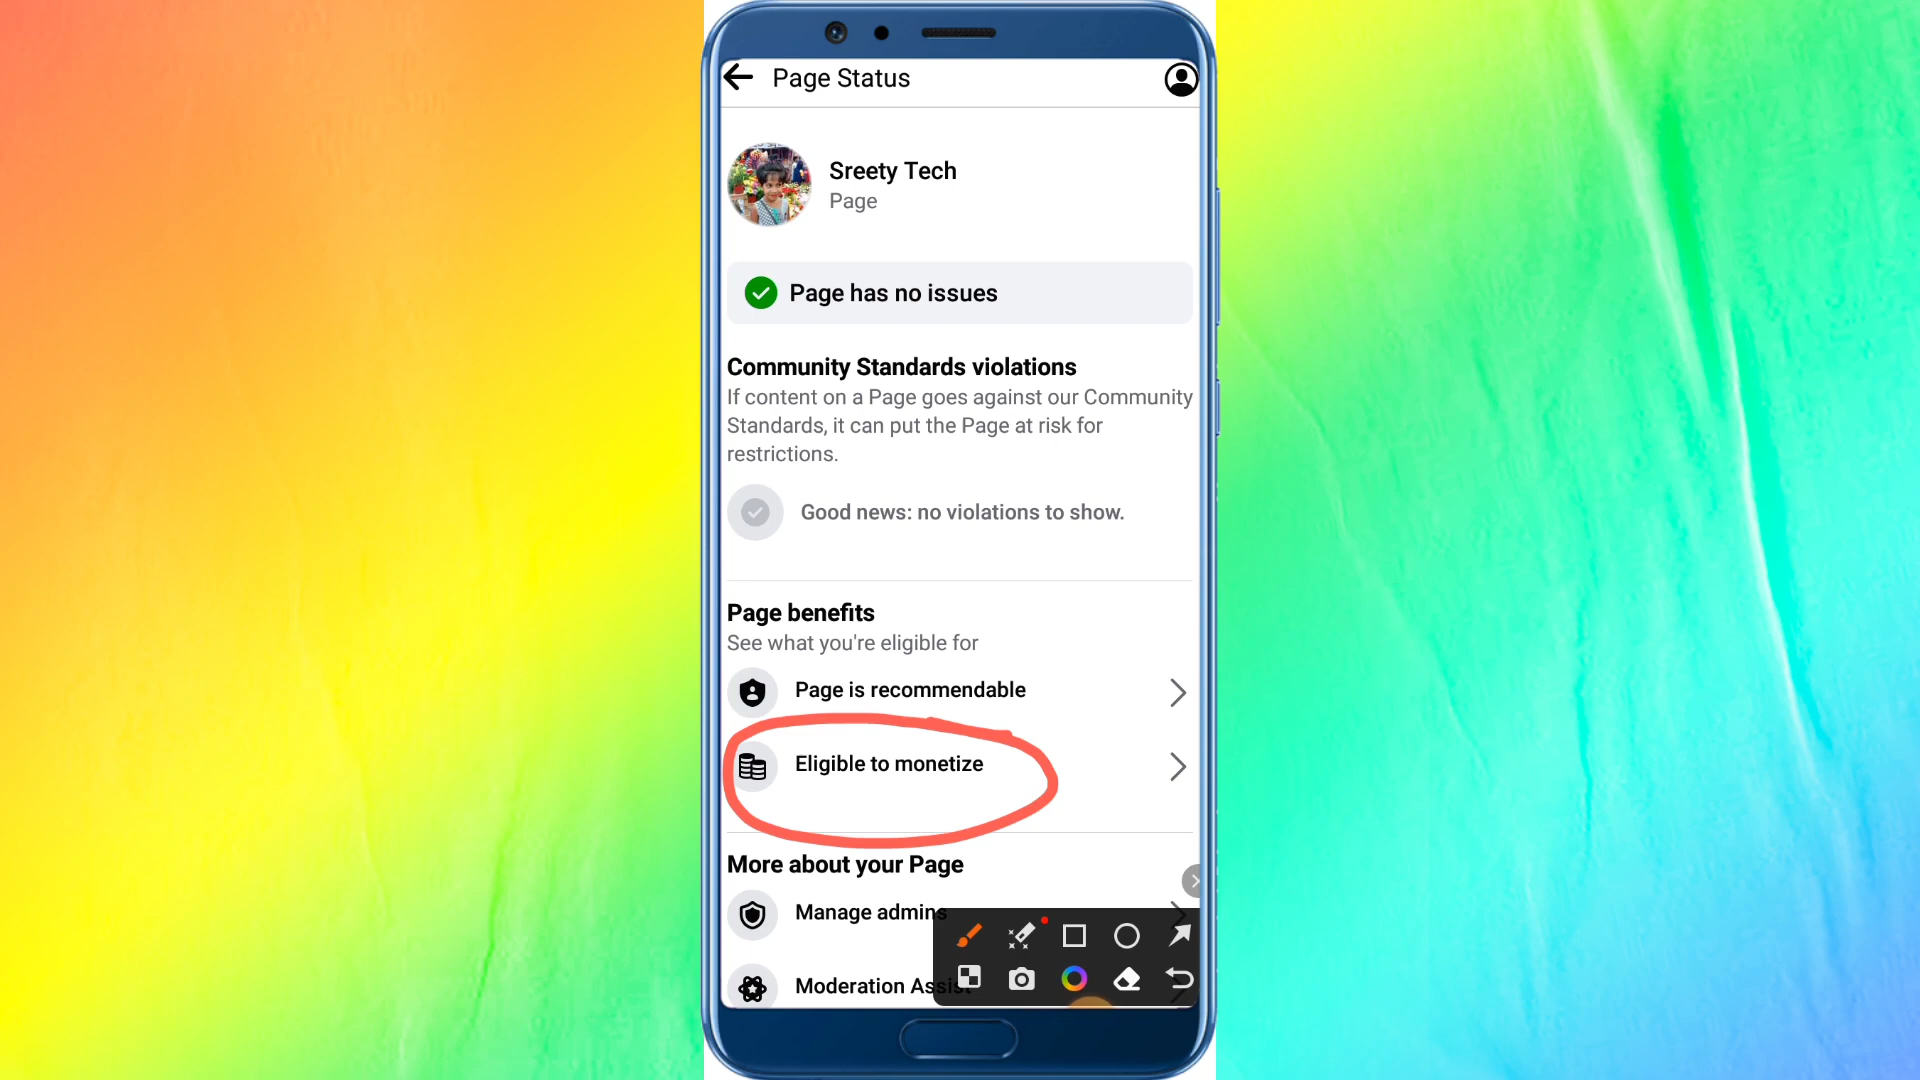 Page Status
Sreety Tech
Page
Page has no issues
Community Standards violations
If content on a Page goes against our Community
Standards, it can put the Page at risk for
restrictions.
Good news: no violations to show.
Page benefits
See what you're eligible for
Page is recommendable
Eligible to monetize
More about your Page
Manage admins
Moderation Assist